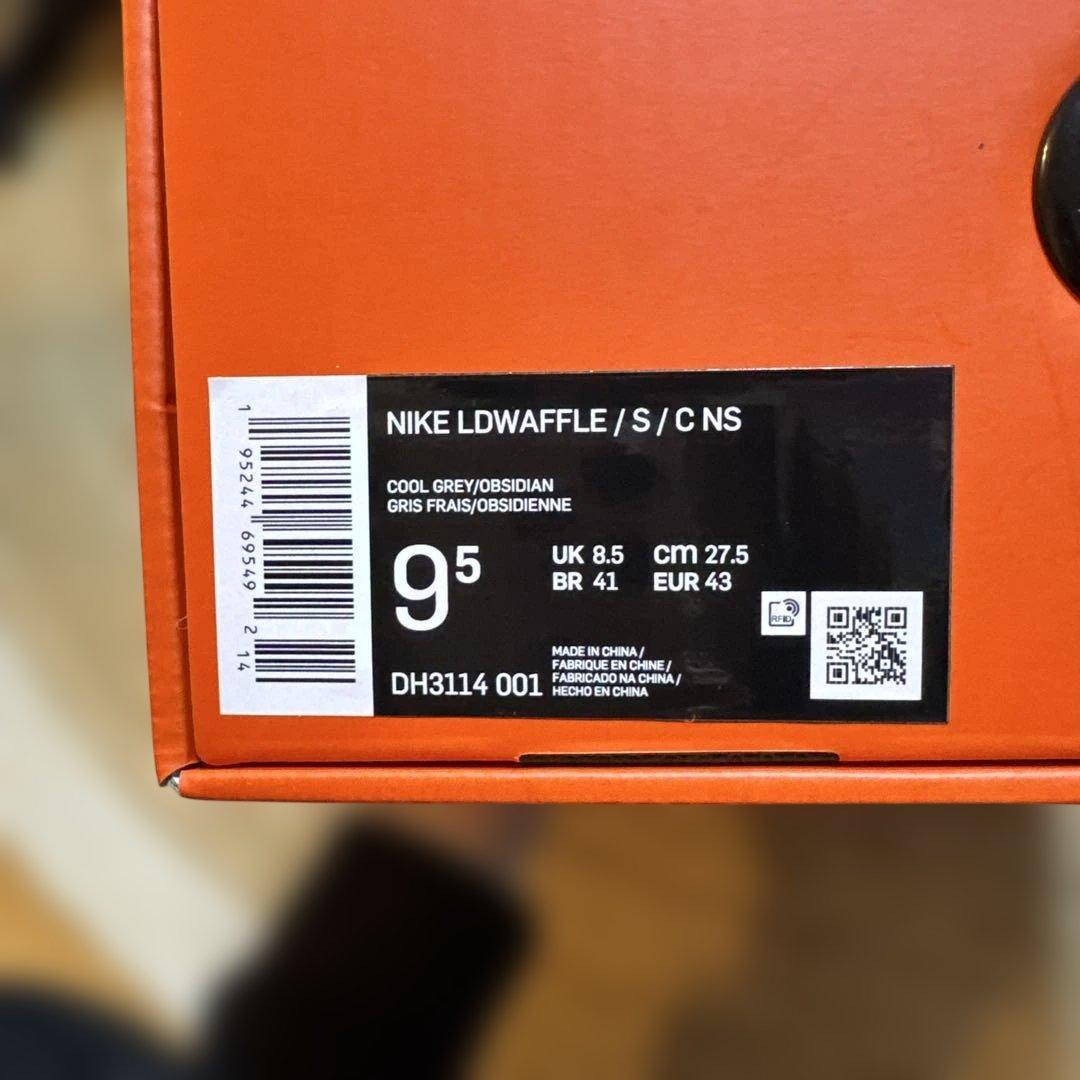 NIKE LDWAFFLE / S / C NS
COOL GREY/OBSIDIAN
GRIS FRAIS/OBSIDIENNE
9⁵
UK 8.5 cm 27.5
BR 41 EUR 43
RFID
MADE IN CHINA /
FABRIQUE EN CHINE /
FABRICADO NA CHINA /
HECHO EN CHINA
DH3114 001
1 95244 69549 2 14